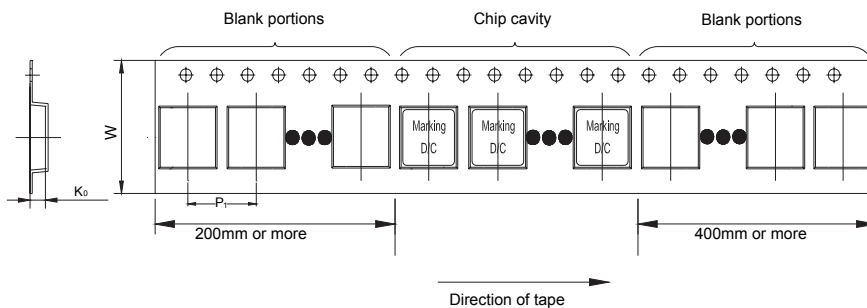 Blank portions
Chip cavity
Blank portions
W
Marking
D/C
Marking
D/C
Marking
D/C
K₀
P₁
200mm or more
400mm or more
Direction of tape